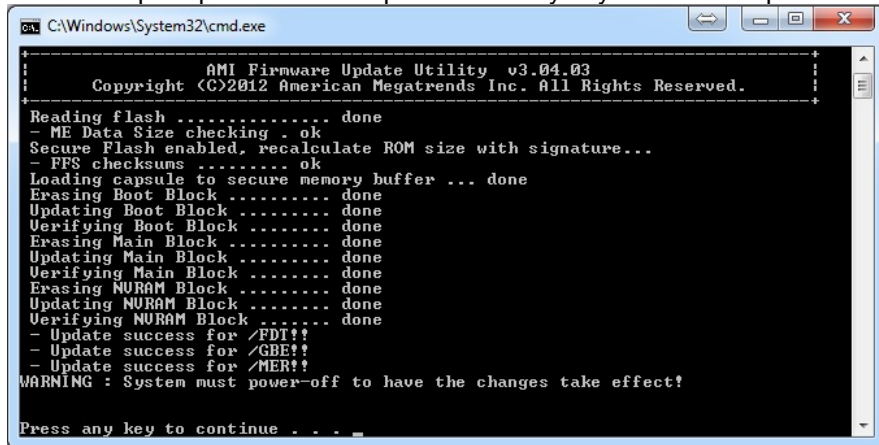 C:\Windows\System32\cmd.exe
AMI Firmware Update Utility v3.04.03
Copyright (C)2012 American Megatrends Inc. All Rights Reserved.
Reading flash ............... done
- ME Data Size checking . ok
Secure Flash enabled, recalculate ROM size with signature...
- FFS checksums ......... ok
Loading capsule to secure memory buffer ... done
Erasing Boot Block .......... done
Updating Boot Block ......... done
Verifying Boot Block ........ done
Erasing Main Block .......... done
Updating Main Block ......... done
Verifying Main Block ........ done
Erasing NVRAM Block ......... done
Updating NVRAM Block ........ done
Verifying NVRAM Block ....... done
- Update success for /FDT!!
- Update success for /GBE!!
- Update success for /MER!!
WARNING : System must power-off to have the changes take effect!
Press any key to continue . . . _